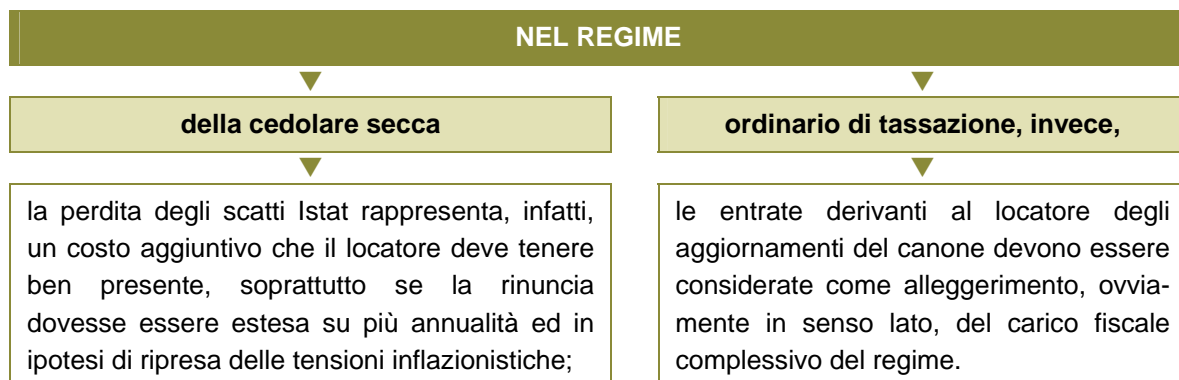 NEL REGIME
della cedolare secca
la perdita degli scatti Istat rappresenta, infatti,
un costo aggiuntivo che il locatore deve tenere
ben presente, soprattutto se la rinuncia
dovesse essere estesa su più annualità ed in
ipotesi di ripresa delle tensioni inflazionistiche;
ordinario di tassazione, invece,
le entrate derivanti al locatore degli
aggiornamenti del canone devono essere
considerate come alleggerimento, ovvia-
mente in senso lato, del carico fiscale
complessivo del regime.